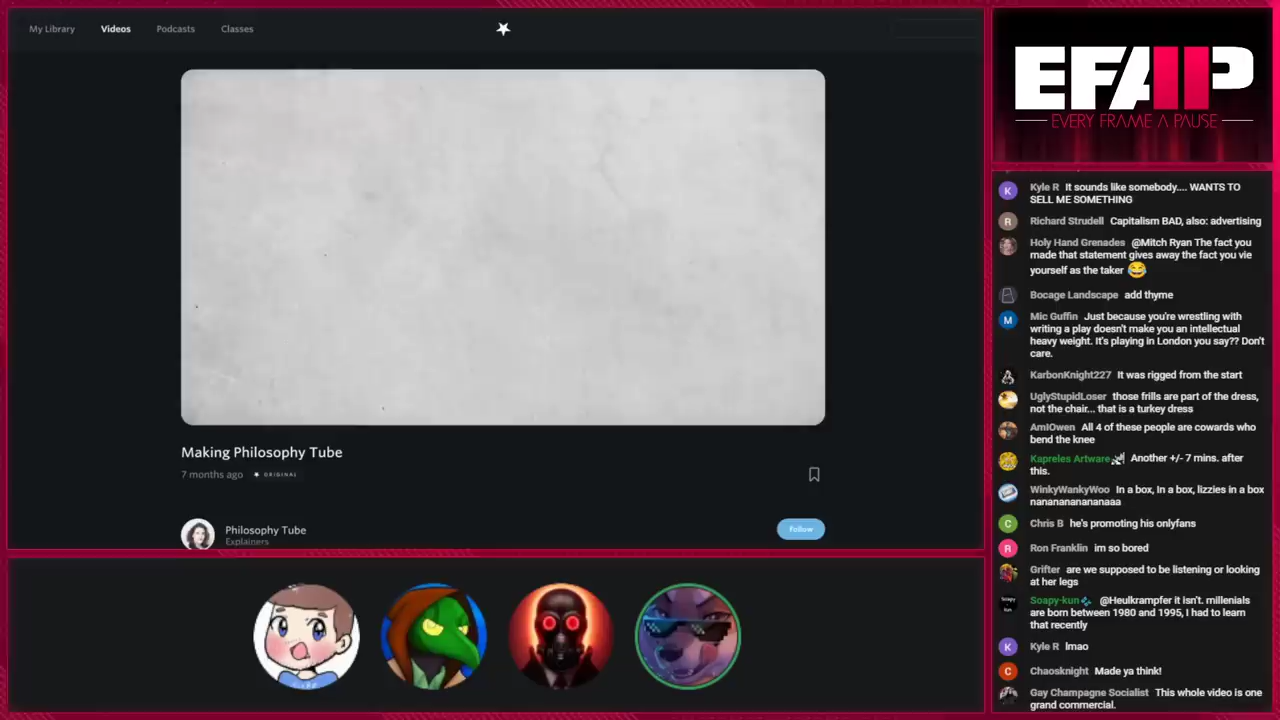 My Library Videos Podcasts Classes
Making Philosophy Tube
7 months ago ORIGINAL
Philosophy Tube
Explainers
Follow
EFAP
EVERY FRAME A PAUSE
K Kyle R It sounds like somebody.... WANTS TO
SELL ME SOMETHING
R Richard Strudell Capitalism BAD, also: advertising
Holy Hand Grenades @Mitch Ryan The fact you
made that statement gives away the fact you vie
yourself as the taker 😂
Bocage Landscape add thyme
M Mic Guffin Just because you're wrestling with
writing a play doesn't make you an intellectual
heavy weight. It's playing in London you say?? Don't
care.
KarbonKnight227 It was rigged from the start
UglyStupidLoser those frills are part of the dress,
not the chair... that is a turkey dress
AmIOwen All 4 of these people are cowards who
bend the knee
Kapreles Artware Another +/- 7 mins. after
this.
WinkyWankyWoo In a box, In a box, lizzies in a box
nanananananananaaa
C Chris B he's promoting his onlyfans
R Ron Franklin im so bored
Grifter are we supposed to be listening or looking
at her legs
Soapy-kun @Heulkrampfer it isn't. millenials
are born between 1980 and 1995, I had to learn
that recently
K Kyle R lmao
C Chaosknight Made ya think!
Gay Champagne Socialist This whole video is one
grand commercial.